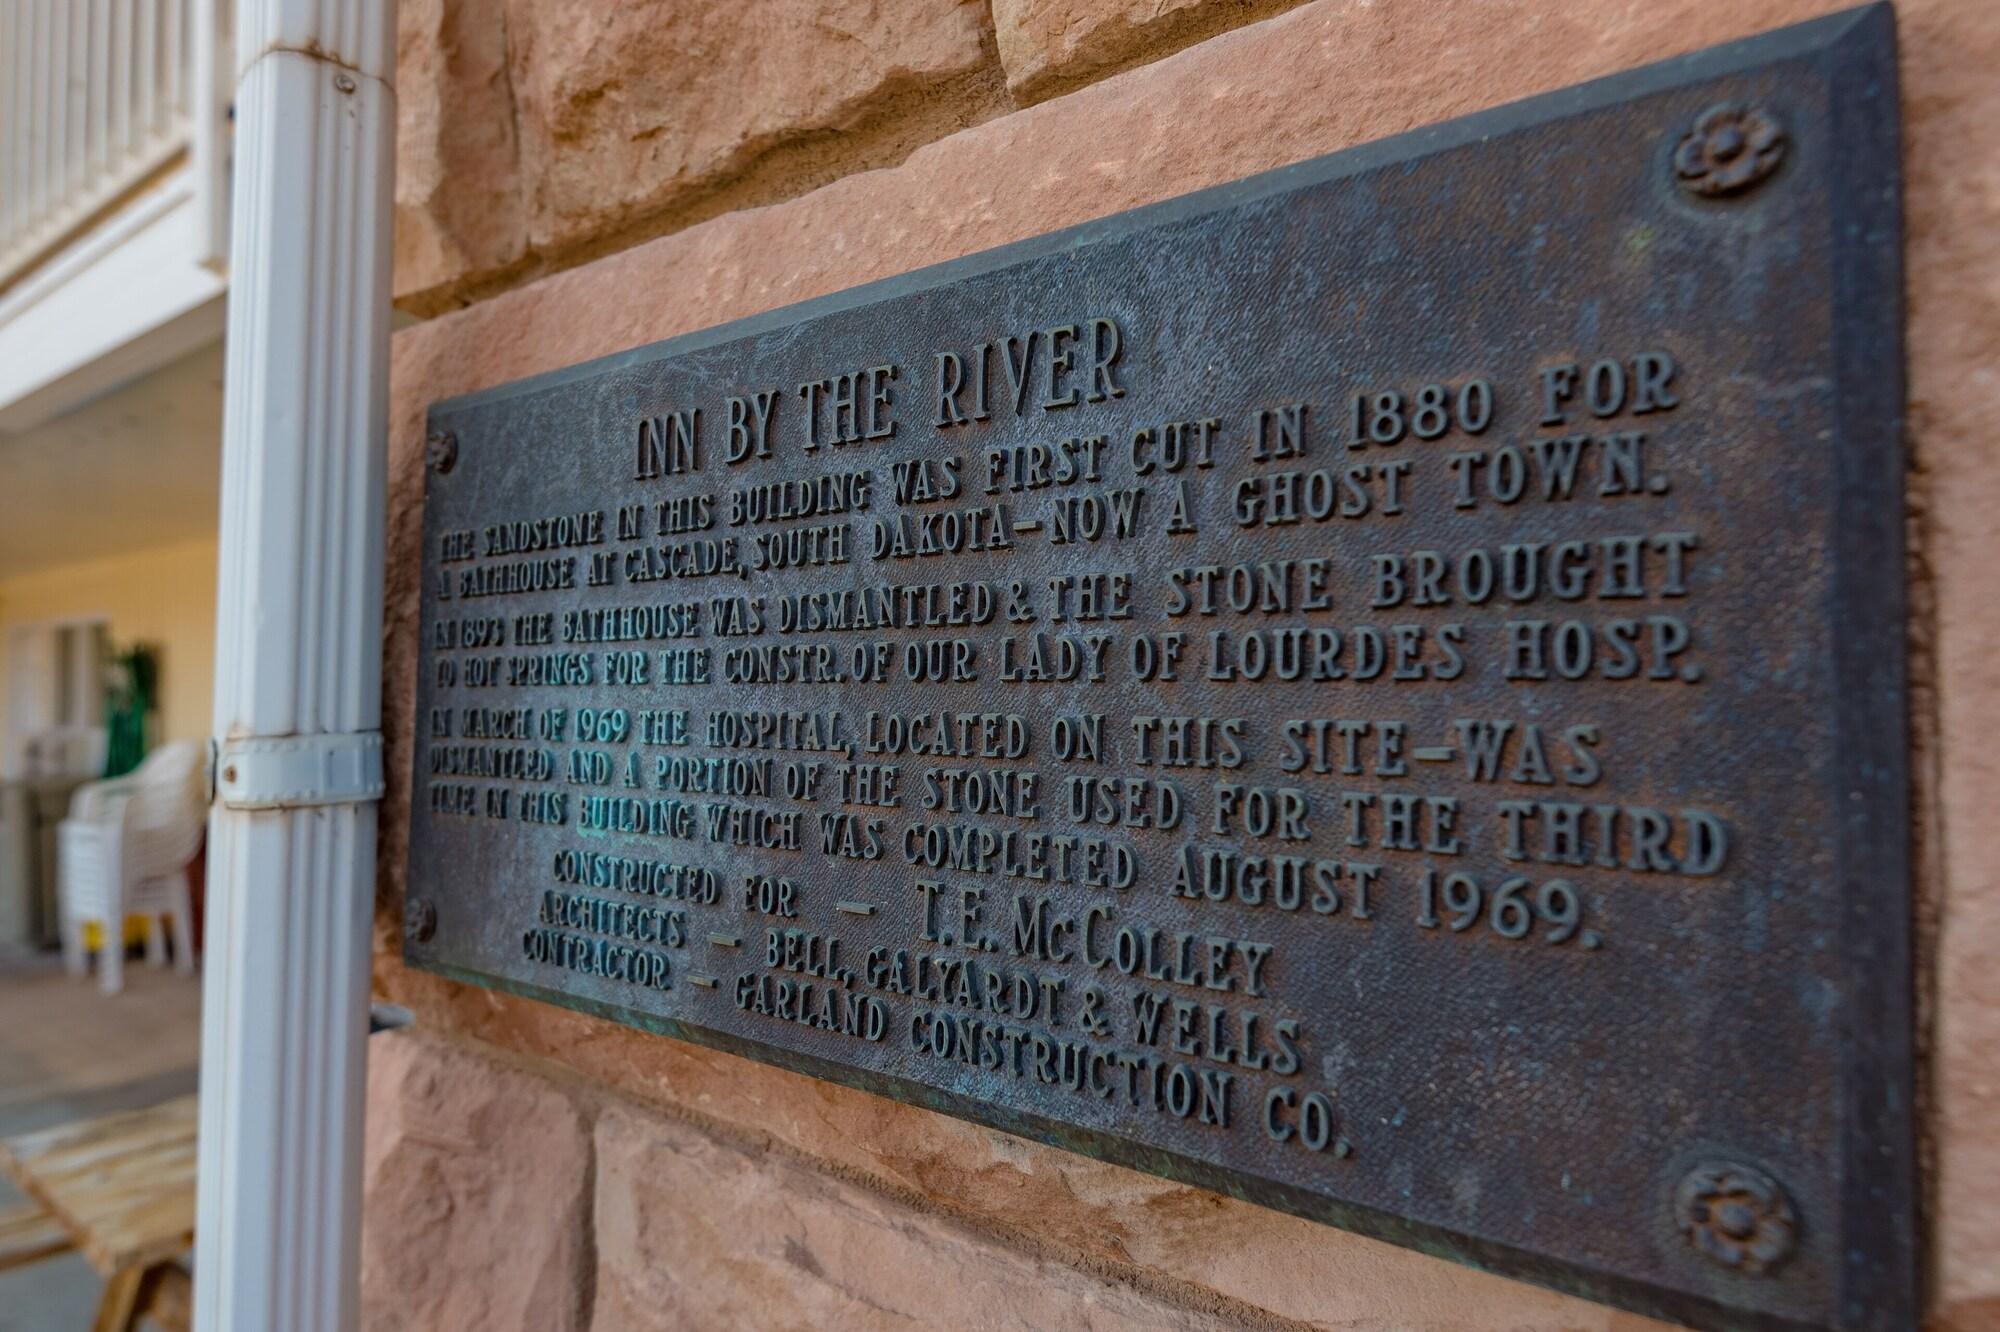 INN BY THE RIVER
THE SANDSTONE IN THIS BUILDING WAS FIRST CUT IN 1880 FOR
A BATHHOUSE AT CASCADE, SOUTH DAKOTA—NOW A GHOST TOWN.
IN 1893 THE BATHHOUSE WAS DISMANTLED & THE STONE BROUGHT
TO HOT SPRINGS FOR THE CONSTR. OF OUR LADY OF LOURDES HOSP.
IN MARCH OF 1969 THE HOSPITAL, LOCATED ON THIS SITE—WAS
DISMANTLED AND A PORTION OF THE STONE USED FOR THE THIRD
TIME IN THIS BUILDING WHICH WAS COMPLETED AUGUST 1969.
CONSTRUCTED FOR — T.E. McCOLLEY
ARCHITECTS — BELL, GALYARDT & WELLS
CONTRACTOR — GARLAND CONSTRUCTION CO.